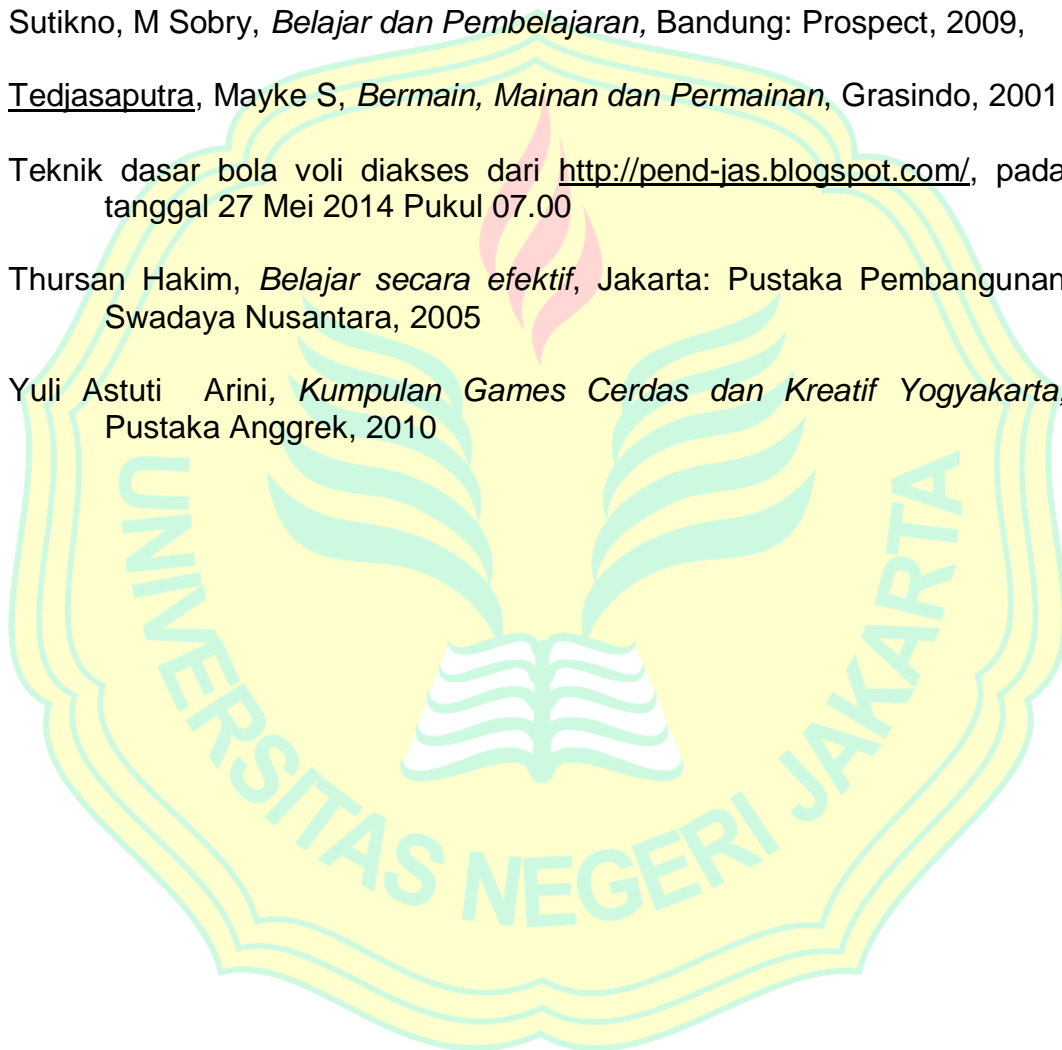 Sutikno, M Sobry, Belajar dan Pembelajaran, Bandung: Prospect, 2009,
Tedjasaputra, Mayke S, Bermain, Mainan dan Permainan, Grasindo, 2001
Teknik dasar bola voli diakses dari http://pend-jas.blogspot.com/, pada
tanggal 27 Mei 2014 Pukul 07.00
Thursan Hakim, Belajar secara efektif, Jakarta: Pustaka Pembangunan
Swadaya Nusantara, 2005
Yuli Astuti Arini, Kumpulan Games Cerdas dan Kreatif Yogyakarta,
Pustaka Anggrek, 2010
UNIVERSITAS NEGERI JAKARTA